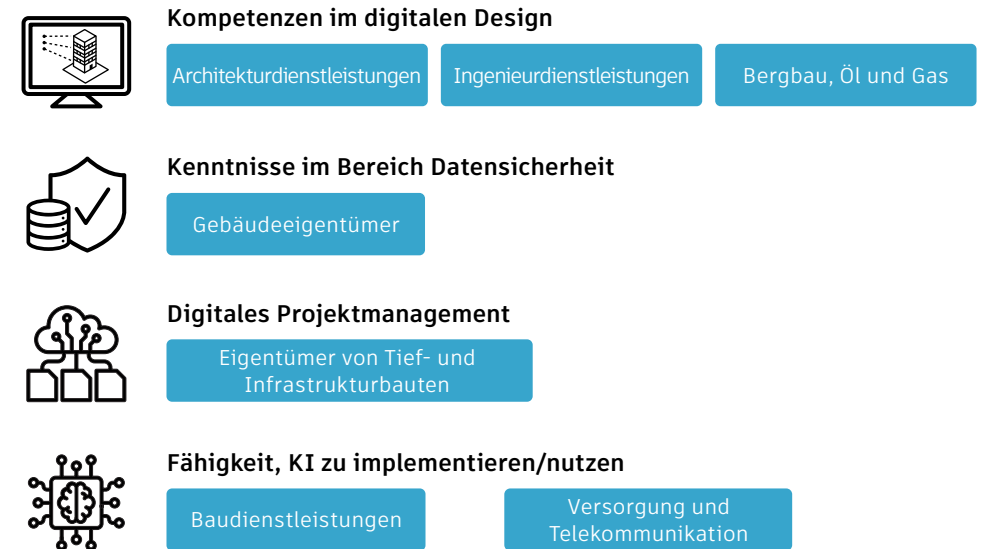 Kompetenzen im digitalen Design
Architekturdienstleistungen
Ingenieurdienstleistungen
Bergbau, Öl und Gas
Kenntnisse im Bereich Datensicherheit
Gebäudeeigentümer
Digitales Projektmanagement
Eigentümer von Tief- und
Infrastrukturbauten
Fähigkeit, KI zu implementieren/nutzen
Baudienstleistungen
Versorgung und
Telekommunikation